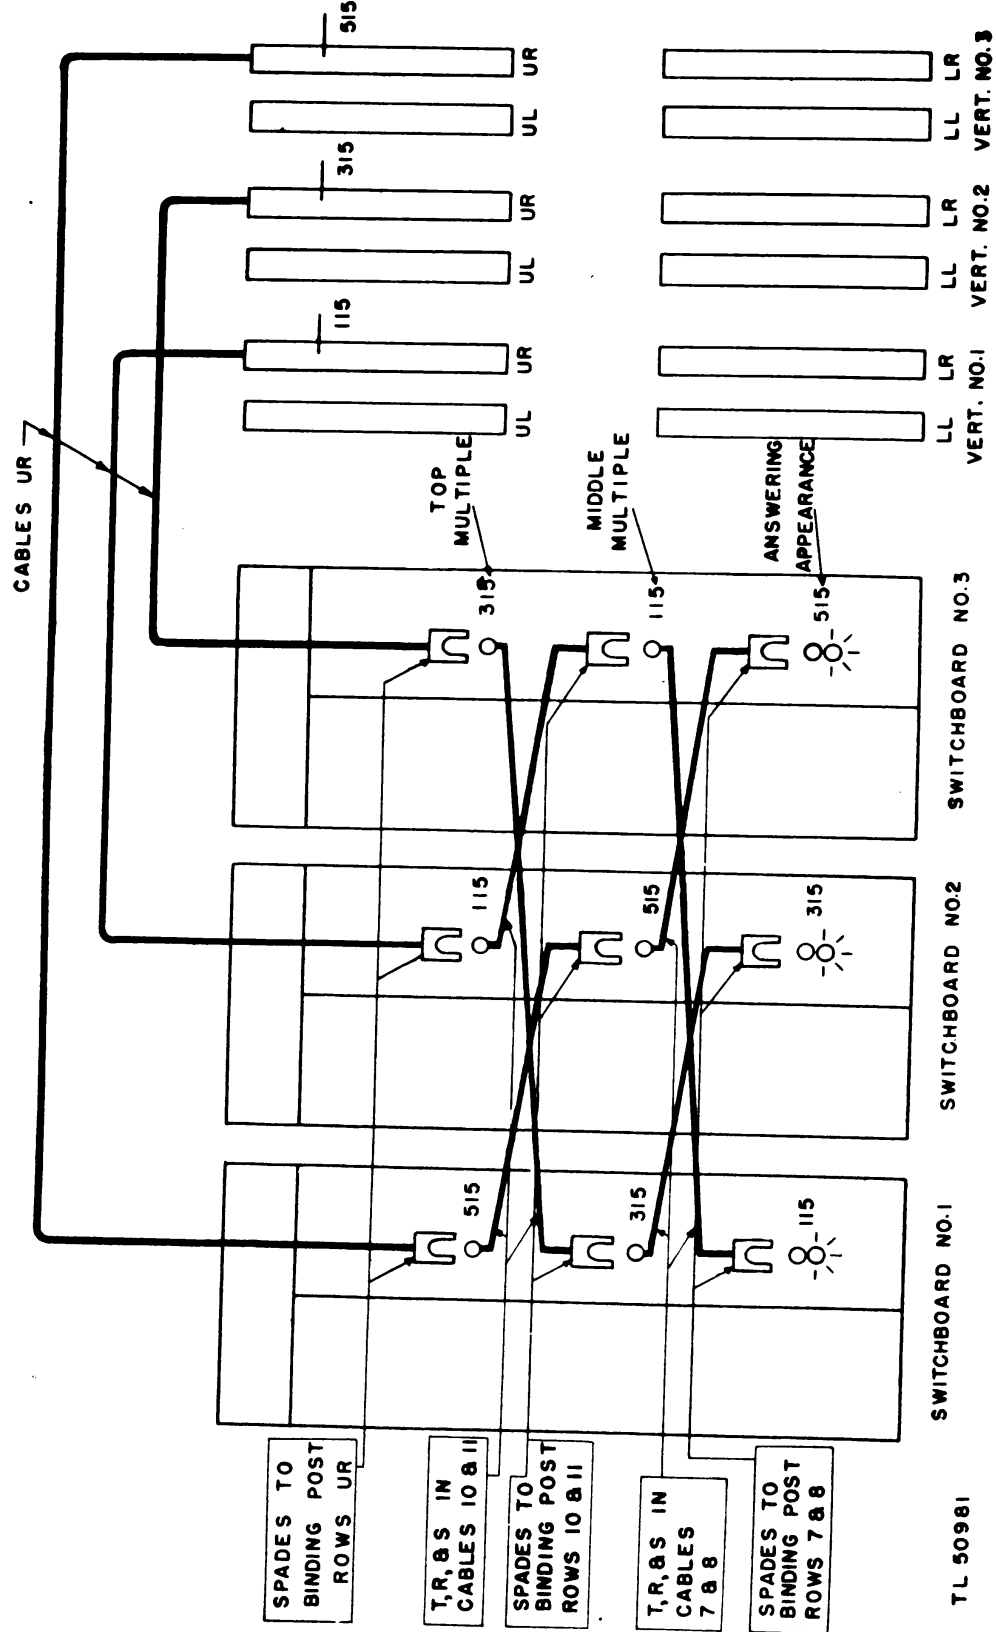 CABLES UR
515
UR
UL
315
UR
UL
115
UR
UL
LR
LL
VERT. NO.3
LR
LL
VERT. NO.2
LR
LL
VERT. NO.1
TOP
MULTIPLE
MIDDLE
MULTIPLE
ANSWERING
APPEARANCE
315
115
515
SWITCHBOARD NO.3
115
515
315
SWITCHBOARD NO.2
515
315
115
SWITCHBOARD NO.1
SPADES TO
BINDING POST
ROWS UR
T,R,&S IN
CABLES 10 & 11
SPADES TO
BINDING POST
ROWS 10 & 11
T,R,&S IN
CABLES
7 & 8
SPADES TO
BINDING POST
ROWS 7 & 8
TL 50981